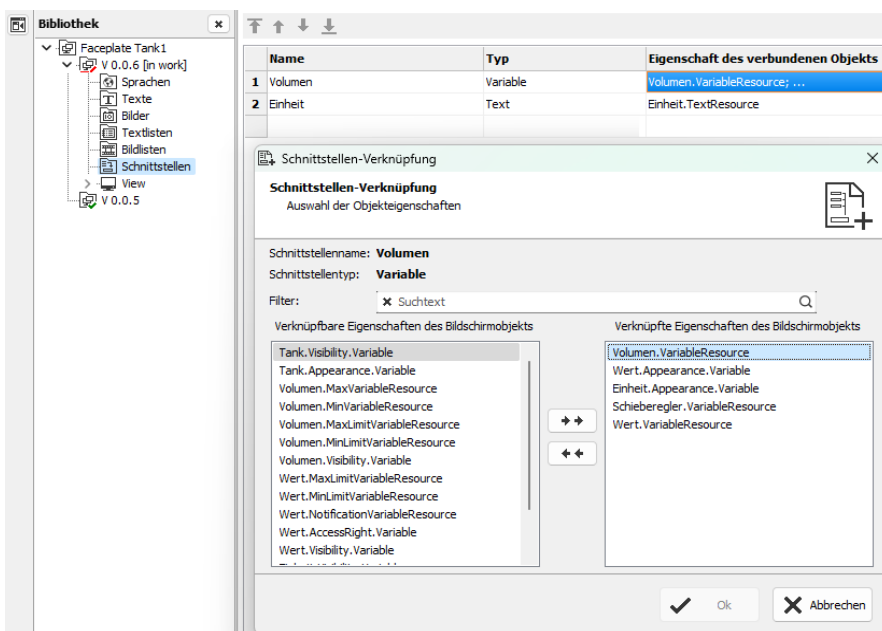 Bibliothek
Faceplate Tank1
V 0.0.6 [in work]
Sprachen
Texte
Bilder
Textlisten
Bildlisten
Schnittstellen
View
V 0.0.5
Name Typ Eigenschaft des verbundenen Objekts
1 Volumen Variable Volumen.VariableResource; ...
2 Einheit Text Einheit.TextResource
Schnittstellen-Verknüpfung
Schnittstellen-Verknüpfung
Auswahl der Objekteigenschaften
Schnittstellenname: Volumen
Schnittstellentyp: Variable
Filter: Suchtext
Verknüpfbare Eigenschaften des Bildschirmobjekts
Tank.Visibility.Variable
Tank.Appearance.Variable
Volumen.MaxVariableResource
Volumen.MinVariableResource
Volumen.MaxLimitVariableResource
Volumen.MinLimitVariableResource
Volumen.Visibility.Variable
Wert.MaxLimitVariableResource
Wert.MinLimitVariableResource
Wert.NotificationVariableResource
Wert.AccessRight.Variable
Wert.Visibility.Variable
Verknüpfte Eigenschaften des Bildschirmobjekts
Volumen.VariableResource
Wert.Appearance.Variable
Einheit.Appearance.Variable
Schieberegler.VariableResource
Wert.VariableResource
Ok
Abbrechen